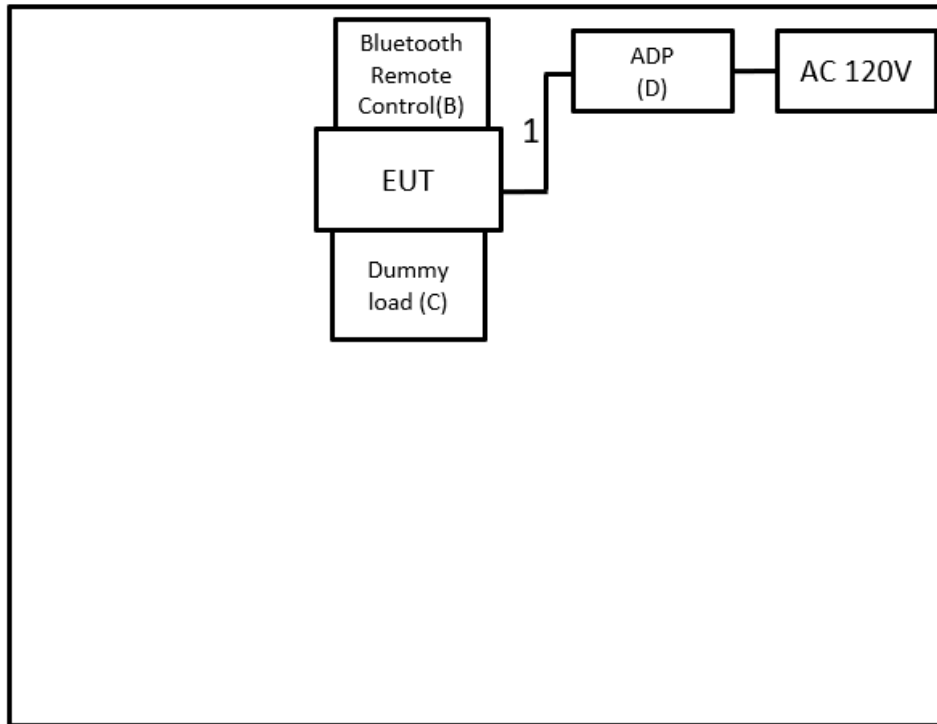 Bluetooth
Remote
Control(B)
ADP
(D)
AC 120V
1
EUT
Dummy
load (C)